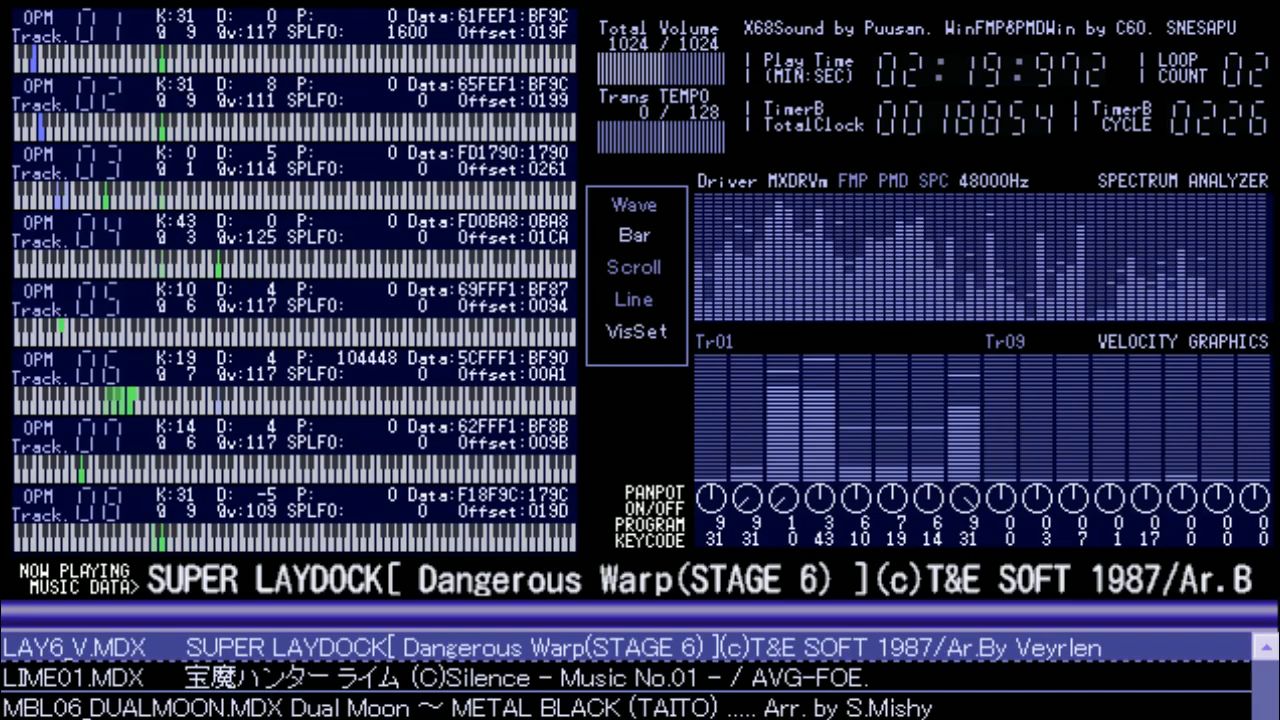 OPM Track. 01 K:31 D: 0 P: 0 Data:61FEF1:BF9C
@ 9 @v:117 SPLFO: 1600 Offset:019F
OPM Track. 02 K:31 D: 8 P: 0 Data:65FEF1:BF9C
@ 9 @v:111 SPLFO: 0 Offset:0199
OPM Track. 03 K: 0 D: 5 P: 0 Data:FD1790:1790
@ 1 @v:114 SPLFO: 0 Offset:0261
OPM Track. 04 K:43 D: 0 P: 0 Data:FD0BA8:0BA8
@ 3 @v:125 SPLFO: 0 Offset:01CA
OPM Track. 05 K:10 D: 4 P: 0 Data:69FFF1:BF87
@ 6 @v:117 SPLFO: 0 Offset:0094
OPM Track. 06 K:19 D: 4 P: 104448 Data:5CFFF1:BF90
@ 7 @v:117 SPLFO: 0 Offset:00A1
OPM Track. 07 K:14 D: 4 P: 0 Data:62FFF1:BF8B
@ 6 @v:117 SPLFO: 0 Offset:009B
OPM Track. 08 K:31 D: -5 P: 0 Data:F18F9C:179C
@ 9 @v:109 SPLFO: 0 Offset:019D
Total Volume
1024 / 1024
Trans TEMPO
0 / 128
X68Sound by Puusan. WinFMP&PMDWin by C60. SNESAPU
Play Time (MIN:SEC) 02:19:972 LOOP COUNT 02
TimerB TotalClock 0018854 TimerB CYCLE 0226
Driver MXDRVm FMP PMD SPC 48000Hz SPECTRUM ANALYZER
Wave
Bar
Scroll
Line
VisSet
Tr01 Tr09 VELOCITY GRAPHICS
PANPOT
ON/OFF
PROGRAM 9 9 1 3 6 7 6 9 0 0 0 1 0 0 0 0
KEYCODE 31 31 0 43 10 19 14 31 0 3 7 1 17 0 0 0
NOW PLAYING MUSIC DATA> SUPER LAYDOCK[ Dangerous Warp(STAGE 6) ](c)T&E SOFT 1987/Ar.B
LAY6_V.MDX SUPER LAYDOCK[ Dangerous Warp(STAGE 6) ](c)T&E SOFT 1987/Ar.By Veyrlen
LIME01.MDX 宝魔ハンター ライム (C)Silence - Music No.01 - / AVG-FOE.
MBL06_DUALMOON.MDX Dual Moon ～ METAL BLACK (TAITO) ..... Arr. by S.Mishy